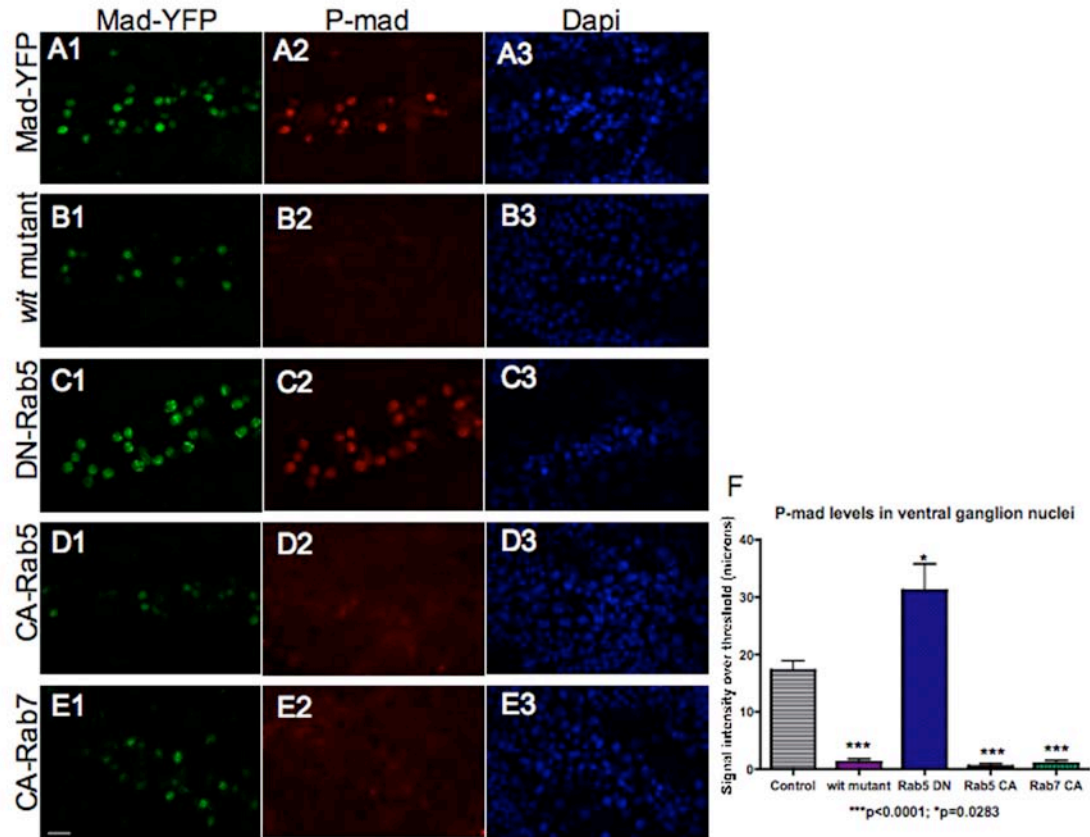 Mad-YFP P-mad Dapi
Mad-YFP
A1 A2 A3
wit mutant
B1 B2 B3
DN-Rab5
C1 C2 C3
CA-Rab5
D1 D2 D3
CA-Rab7
E1 E2 E3
F
P-mad levels in ventral ganglion nuclei
Signal intensity over threshold (microns)
40
30
20
10
0
*
*** *** ***
Control wit mutant Rab5 DN Rab5 CA Rab7 CA
***p<0.0001; *p=0.0283